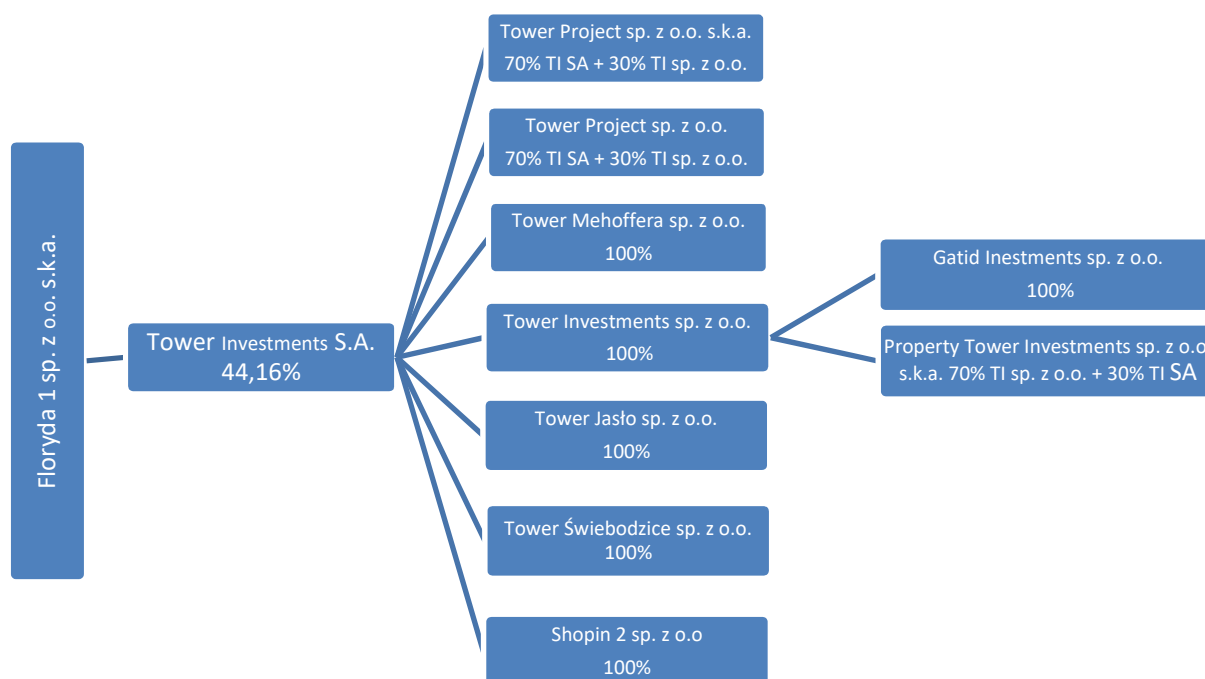 Floryda 1 sp. z o.o. s.k.a.
Tower Investments S.A.
44,16%
Tower Project sp. z o.o. s.k.a.
70% TI SA + 30% TI sp. z o.o.
Tower Project sp. z o.o.
70% TI SA + 30% TI sp. z o.o.
Tower Mehoffera sp. z o.o.
100%
Tower Investments sp. z o.o.
100%
Tower Jasło sp. z o.o.
100%
Tower Świebodzice sp. z o.o.
100%
Shopin 2 sp. z o.o
100%
Gatid Inestments sp. z o.o.
100%
Property Tower Investments sp. z o.o
s.k.a. 70% TI sp. z o.o. + 30% TI SA